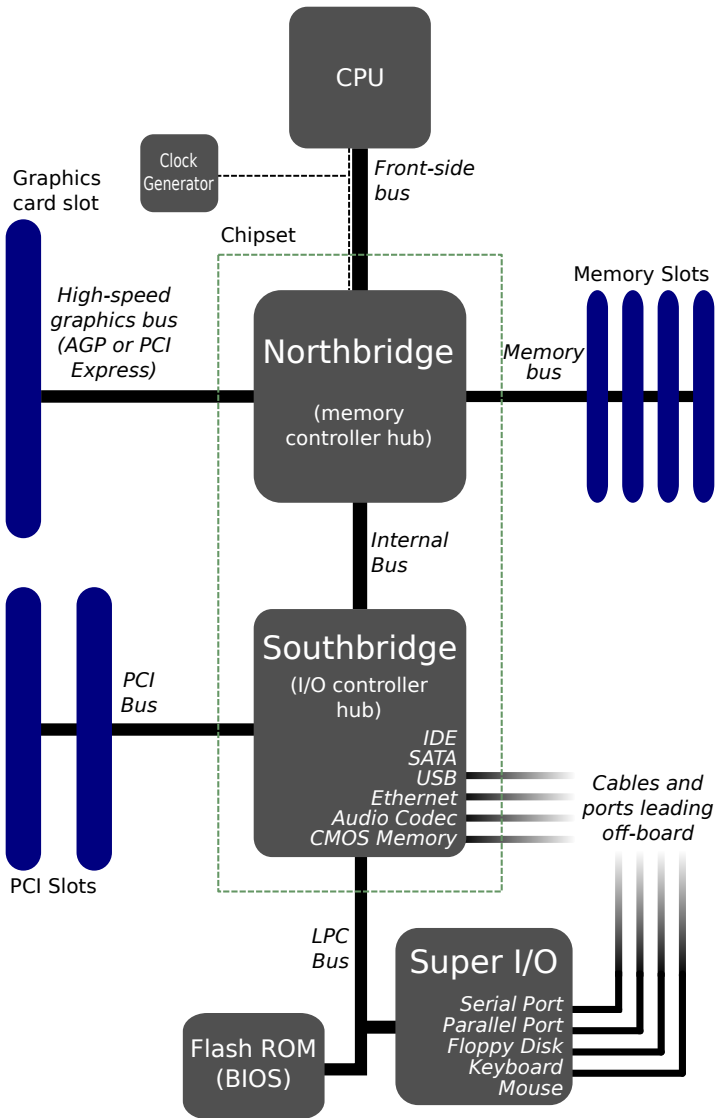 CPU
Clock
Generator
Front-side
bus
Graphics
card slot
Chipset
High-speed
graphics bus
(AGP or PCI
Express)
Northbridge
(memory
controller hub)
Memory
bus
Memory Slots
Internal
Bus
Southbridge
(I/O controller
hub)
PCI
Bus
IDE
SATA
USB
Ethernet
Audio Codec
CMOS Memory
Cables and
ports leading
off-board
PCI Slots
LPC
Bus
Super I/O
Serial Port
Parallel Port
Floppy Disk
Keyboard
Mouse
Flash ROM
(BIOS)